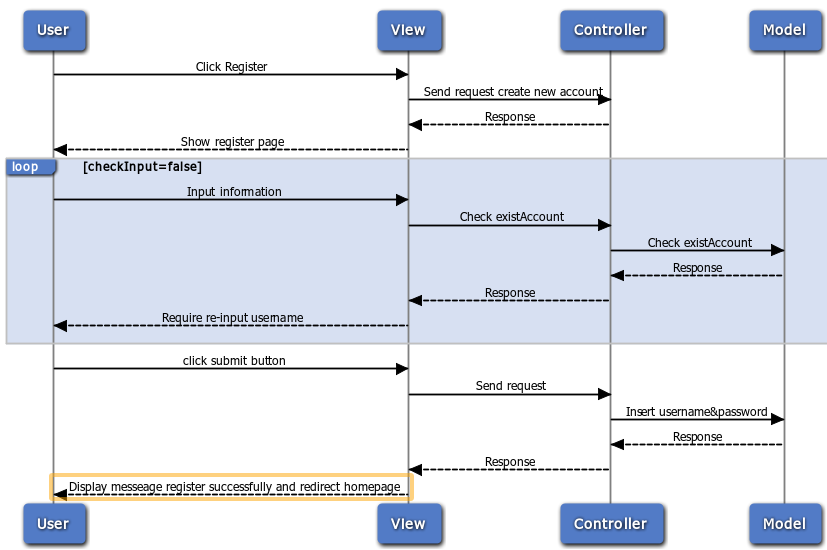 User
VIew
Controller
Model
Click Register
Send request create new account
Response
Show register page
loop
[checkInput=false]
Input information
Check existAccount
Check existAccount
Response
Response
Require re-input username
click submit button
Send request
Insert username&password
Response
Response
Display messeage register successfully and redirect homepage
User
VIew
Controller
Model